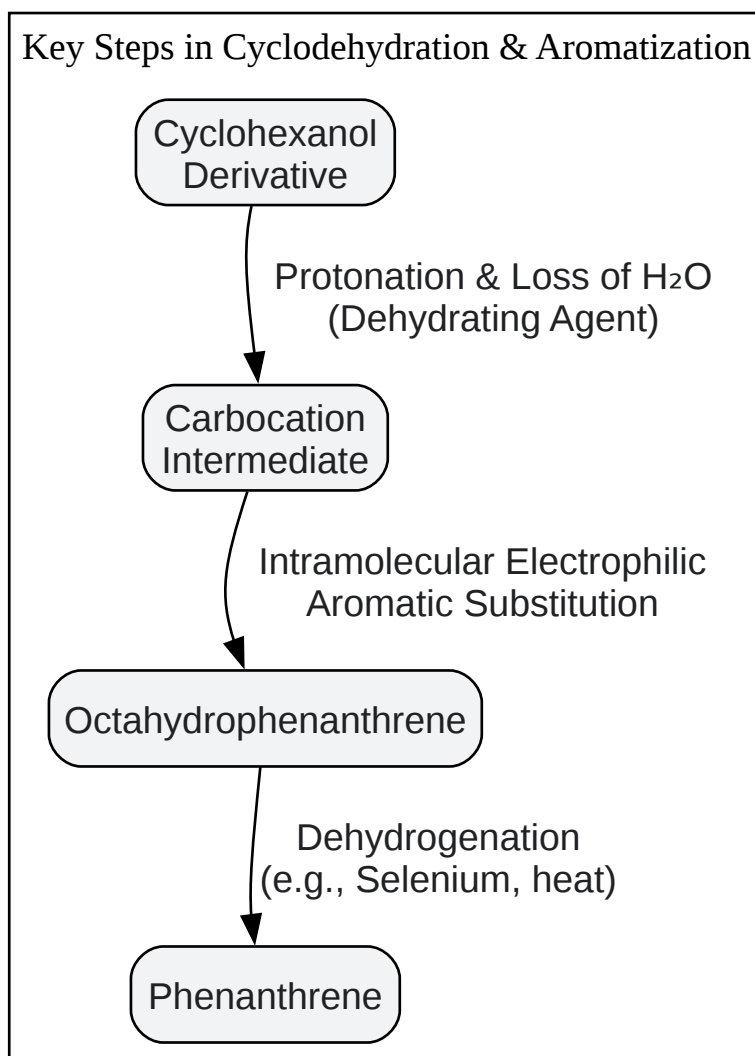 Key Steps in Cyclodehydration & Aromatization
Cyclohexanol
Derivative
Protonation & Loss of H₂O
(Dehydrating Agent)
Carbocation
Intermediate
Intramolecular Electrophilic
Aromatic Substitution
Octahydrophenanthrene
Dehydrogenation
(e.g., Selenium, heat)
Phenanthrene